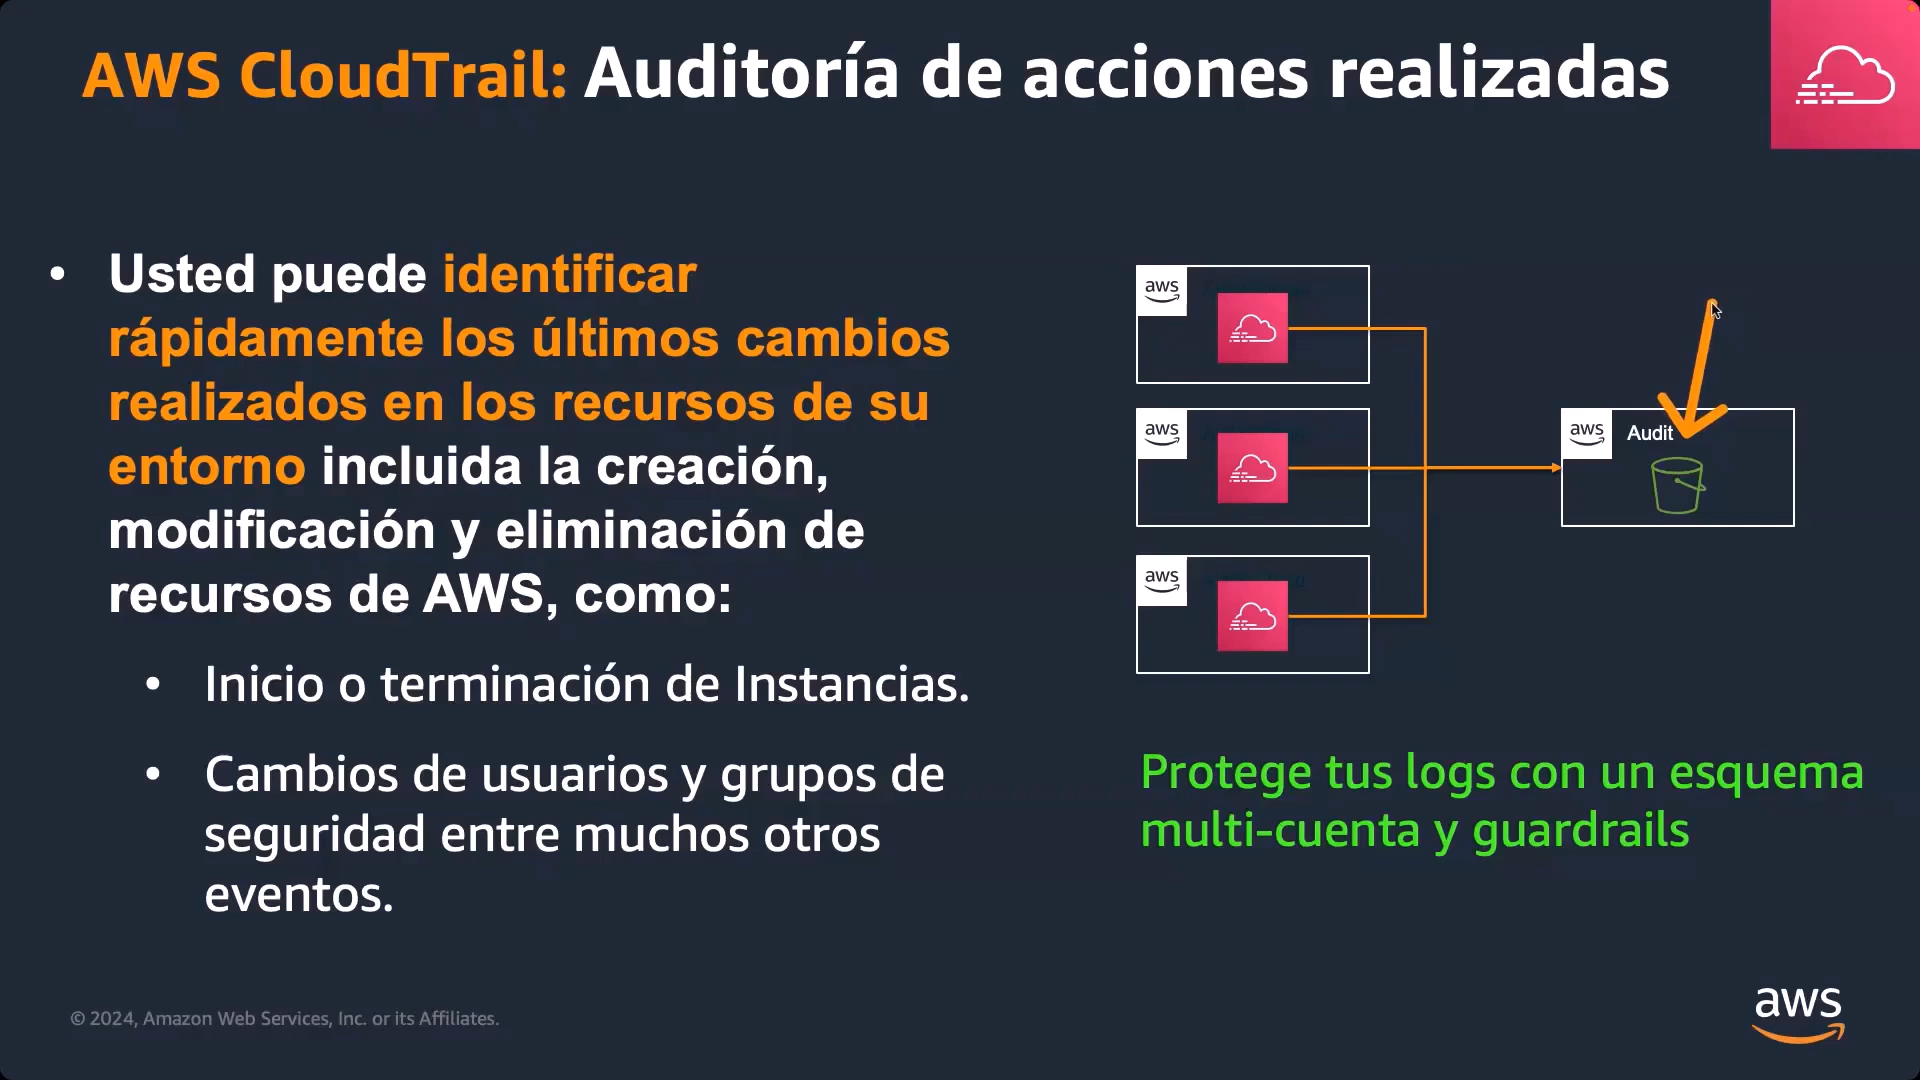 AWS CloudTrail: Auditoría de acciones realizadas
• Usted puede identificar
rápidamente los últimos cambios
realizados en los recursos de su
entorno incluida la creación,
modificación y eliminación de
recursos de AWS, como:
• Inicio o terminación de Instancias.
• Cambios de usuarios y grupos de
seguridad entre muchos otros
eventos.
aws
aws
aws
aws Audit
Protege tus logs con un esquema
multi-cuenta y guardrails
© 2024, Amazon Web Services, Inc. or its Affiliates.
aws